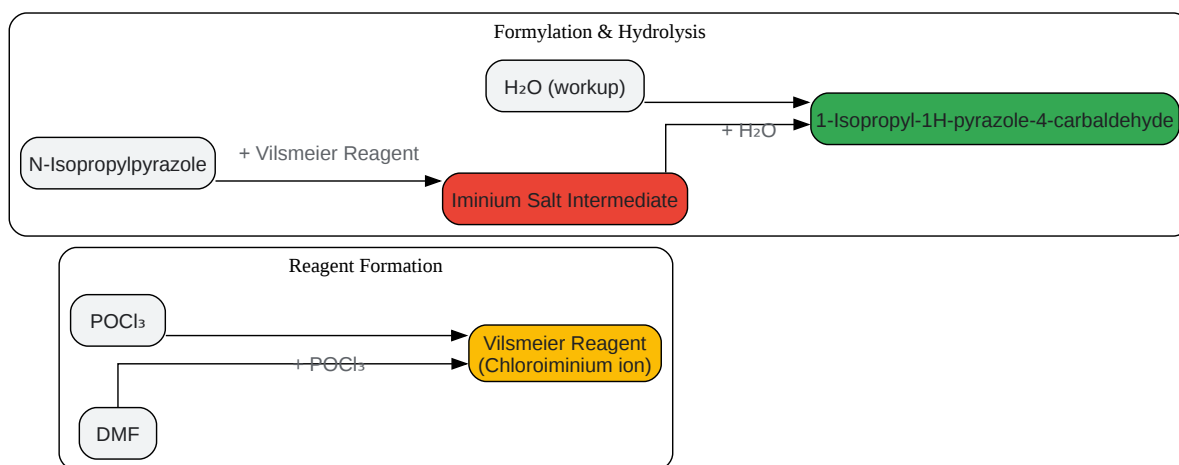 Formylation & Hydrolysis
H₂O (workup)
1-Isopropyl-1H-pyrazole-4-carbaldehyde
+ H₂O
N-Isopropylpyrazole
+ Vilsmeier Reagent
Iminium Salt Intermediate
Reagent Formation
POCl₃
Vilsmeier Reagent
(Chloroiminium ion)
+ POCl₃
DMF